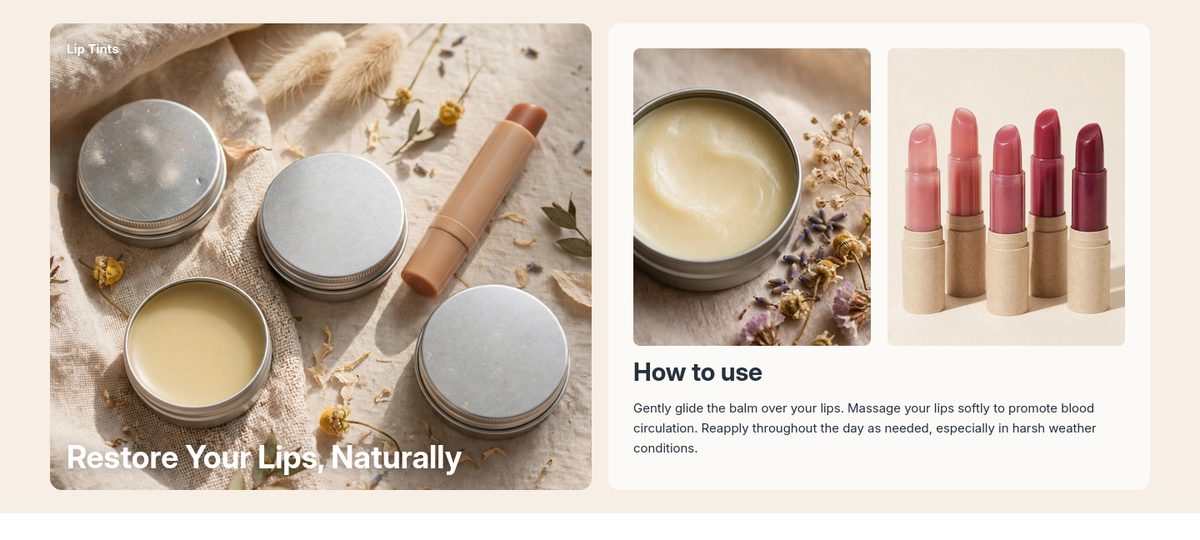 Lip Tints
Restore Your Lips, Naturally
How to use
Gently glide the balm over your lips. Massage your lips softly to promote blood
circulation. Reapply throughout the day as needed, especially in harsh weather
conditions.